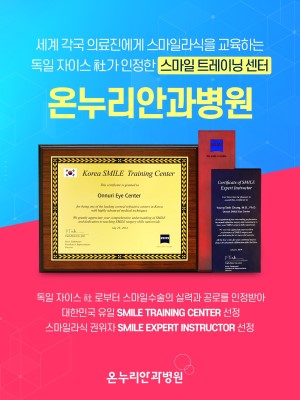 세계 각국 의료진에게 스마일라식을 교육하는
독일 자이스 社가 인정한 스마일 트레이닝 센터
온누리안과병원
Korea SMILE Training Center
This certificate is granted to
Onnuri Eye Center
Certificate of SMILE
Expert Instructor
독일 자이스 社 로부터 스마일수술의 실력과 공로를 인정받아
대한민국 유일 SMILE TRAINING CENTER 선정
스마일라식 권위자 SMILE EXPERT INSTRUCTOR 선정
온누리안과병원